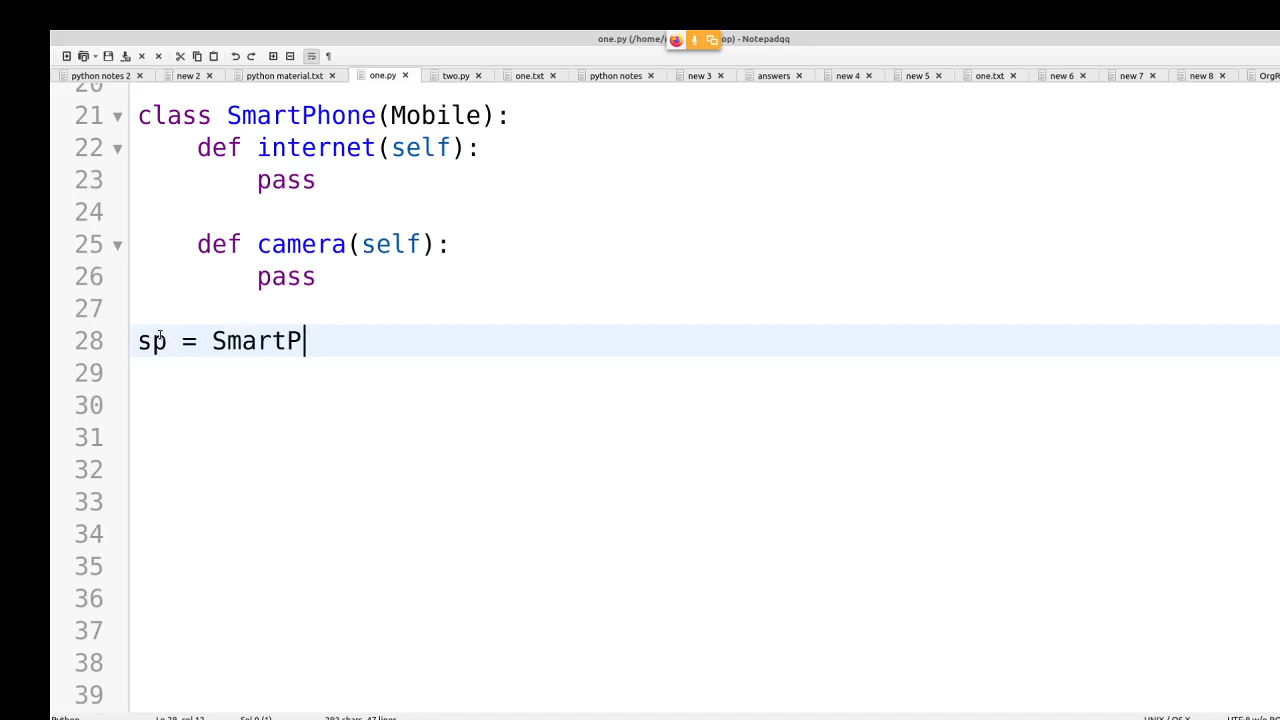 one.py (/home/ op) - Notepadqq
python notes 2 new 2 python material.txt one.py two.py one.txt python notes new 3 answers new 4 new 5 one.txt new 6 new 7 new 8 OrgR
20
21 class SmartPhone(Mobile):
22 def internet(self):
23 pass
24
25 def camera(self):
26 pass
27
28 sp = SmartP
29
30
31
32
33
34
35
36
37
38
39